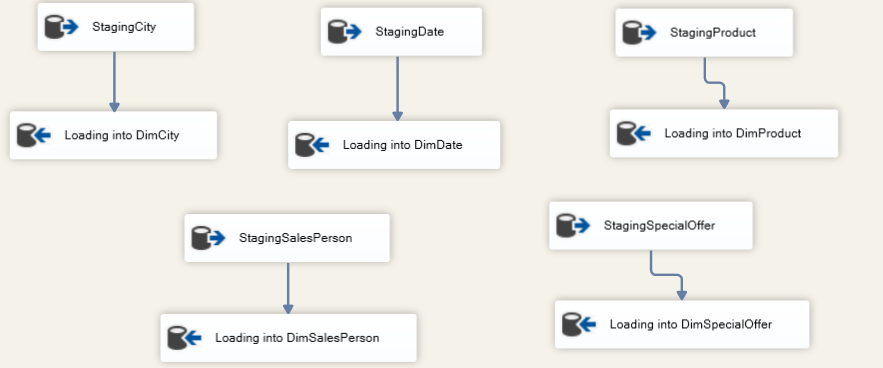 StagingCity
StagingDate
StagingProduct
Loading into DimCity
Loading into DimDate
Loading into DimProduct
StagingSalesPerson
StagingSpecialOffer
Loading into DimSalesPerson
Loading into DimSpecialOffer